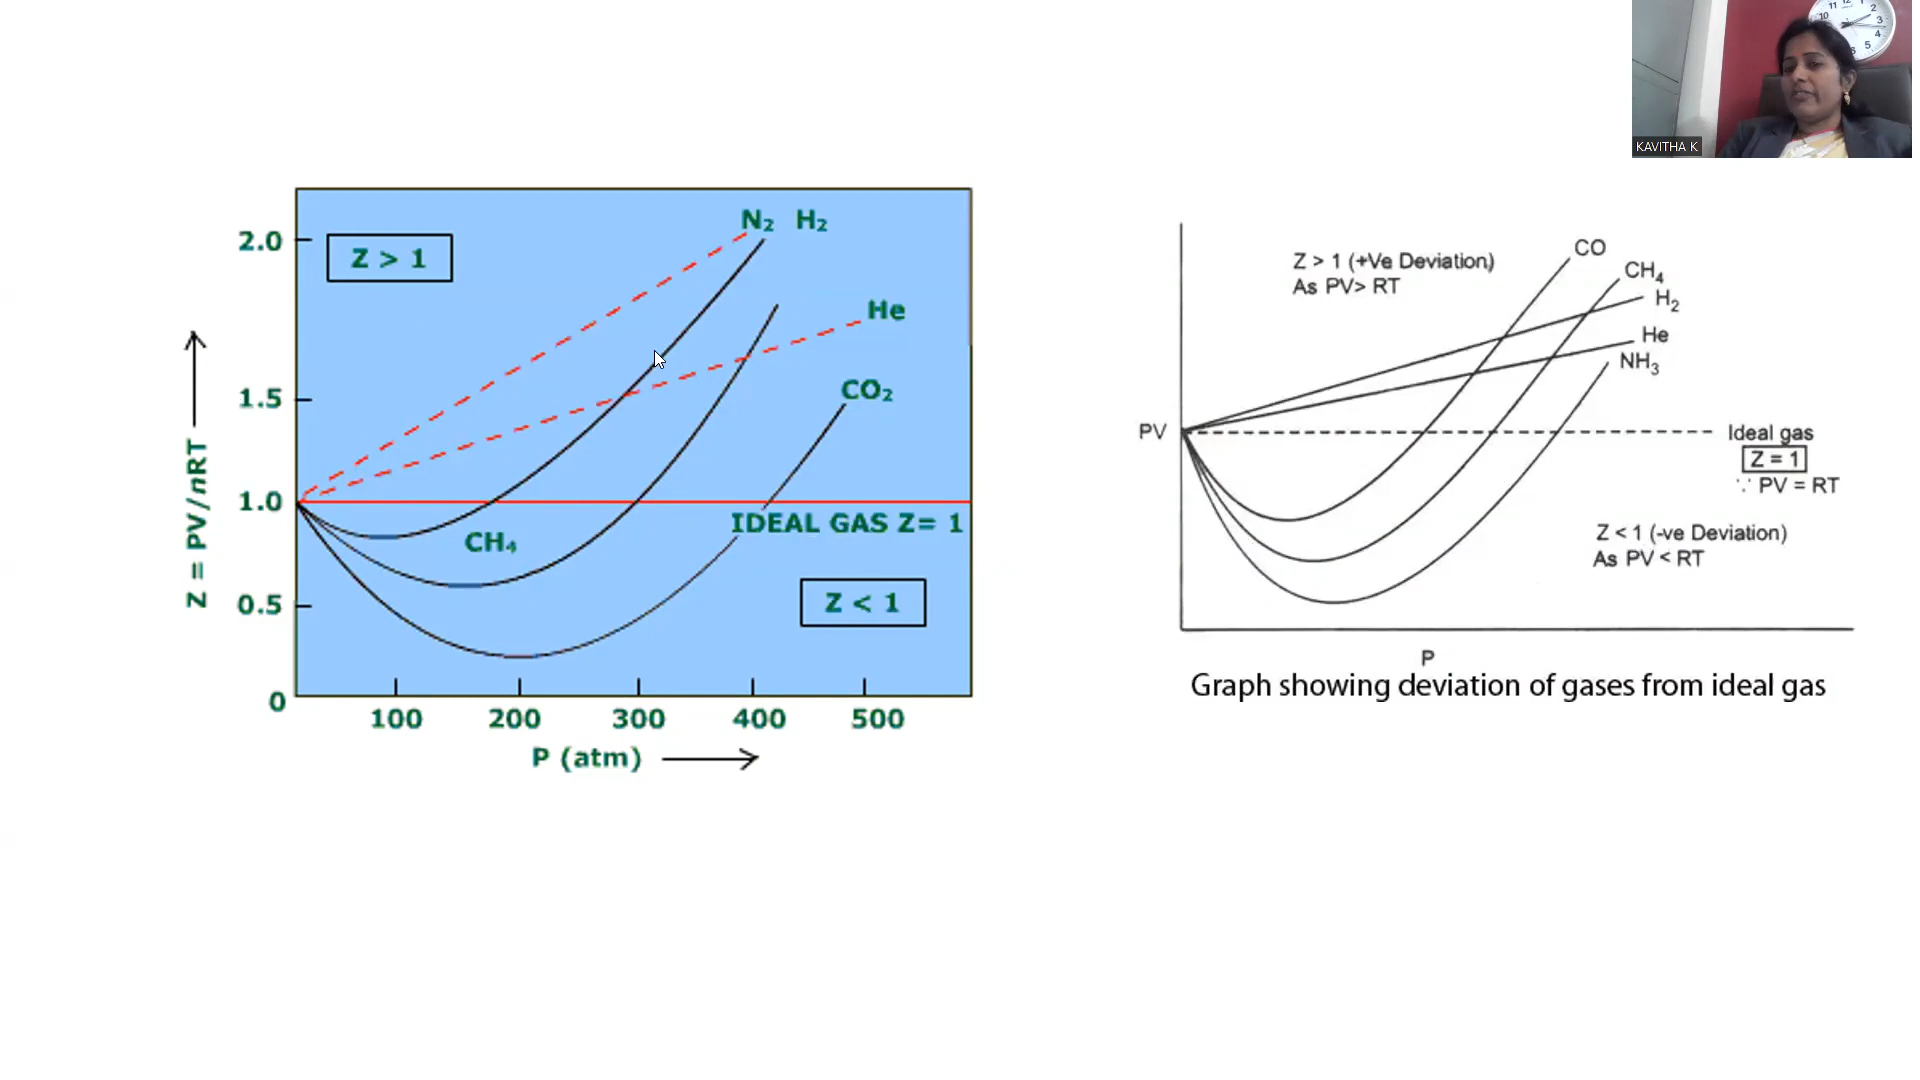 KAVITHA K
N₂ H₂
2.0
Z > 1
He
1.5
CO₂
1.0
IDEAL GAS Z= 1
CH₄
0.5
Z < 1
0
100 200 300 400 500
P (atm)
Z = PV/nRT
CO
Z > 1 (+Ve Deviation)
As PV> RT
CH₄
H₂
He
NH₃
PV
Ideal gas
Z = 1
∵ PV = RT
Z < 1 (-ve Deviation)
As PV < RT
P
Graph showing deviation of gases from ideal gas